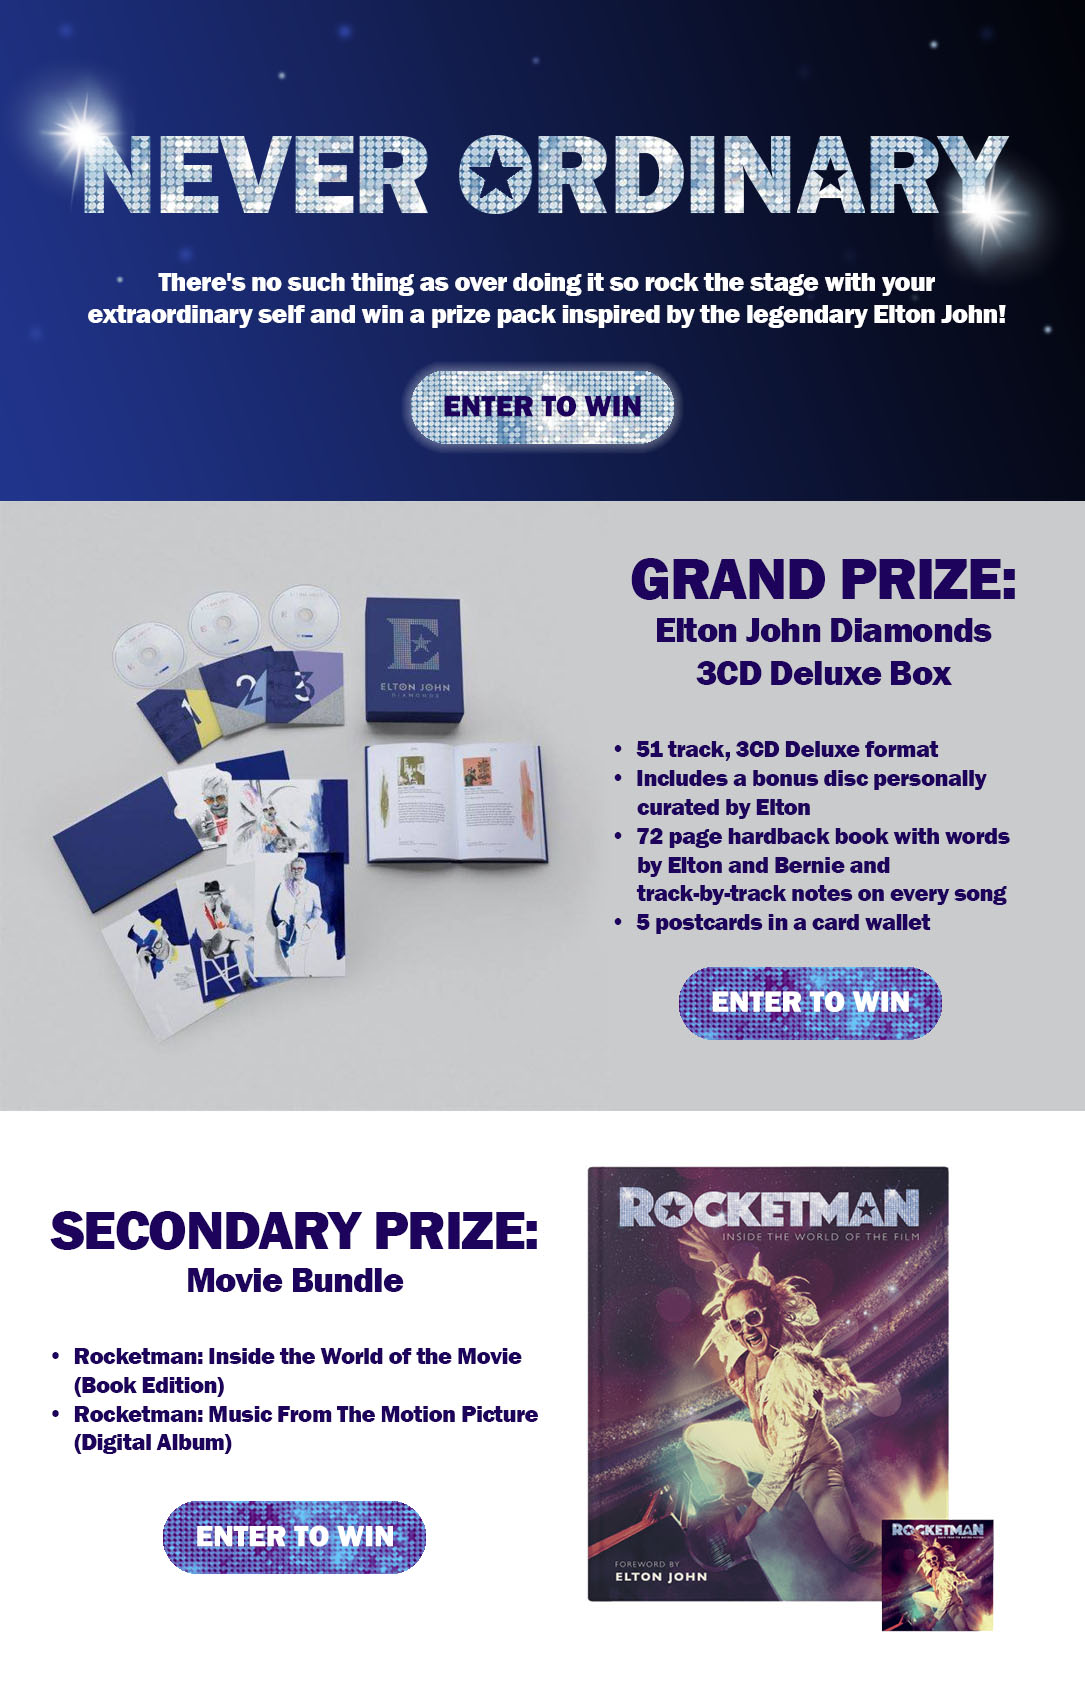 NEVER ORDINARY
There's no such thing as over doing it so rock the stage with your
extraordinary self and win a prize pack inspired by the legendary Elton John!
ENTER TO WIN
GRAND PRIZE:
Elton John Diamonds
3CD Deluxe Box
• 51 track, 3CD Deluxe format
• Includes a bonus disc personally
curated by Elton
• 72 page hardback book with words
by Elton and Bernie and
track-by-track notes on every song
• 5 postcards in a card wallet
ENTER TO WIN
1
2
3
E
ELTON JOHN
DIAMONDS
SECONDARY PRIZE:
Movie Bundle
• Rocketman: Inside the World of the Movie
(Book Edition)
• Rocketman: Music From The Motion Picture
(Digital Album)
ENTER TO WIN
ROCKETMAN
INSIDE THE WORLD OF THE FILM
FOREWORD BY
ELTON JOHN
ROCKETMAN